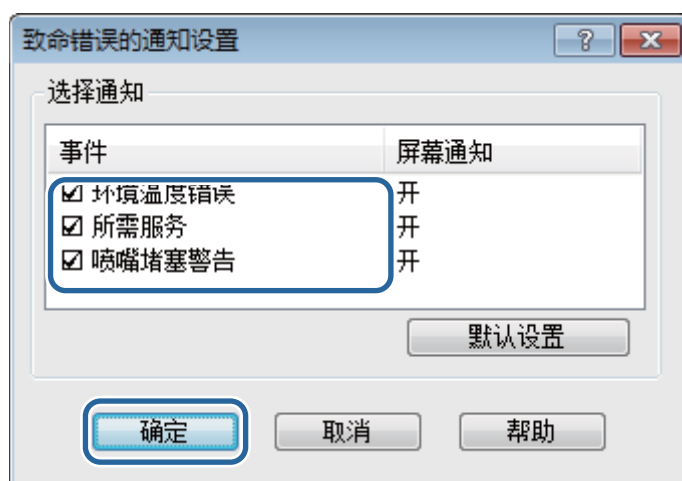 致命错误的通知设置
选择通知
事件 屏幕通知
环境温度错误 开
所需服务 开
喷嘴堵塞警告 开
默认设置
确定 取消 帮助